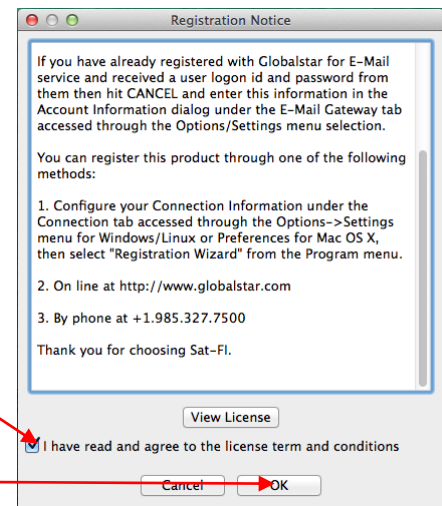 Registration Notice
If you have already registered with Globalstar for E-Mail
service and received a user logon id and password from
them then hit CANCEL and enter this information in the
Account Information dialog under the E-Mail Gateway tab
accessed through the Options/Settings menu selection.
You can register this product through one of the following
methods:
1. Configure your Connection Information under the
Connection tab accessed through the Options->Settings
menu for Windows/Linux or Preferences for Mac OS X,
then select "Registration Wizard" from the Program menu.
2. On line at http://www.globalstar.com
3. By phone at +1.985.327.7500
Thank you for choosing Sat-FI.
View License
I have read and agree to the license term and conditions
Cancel OK